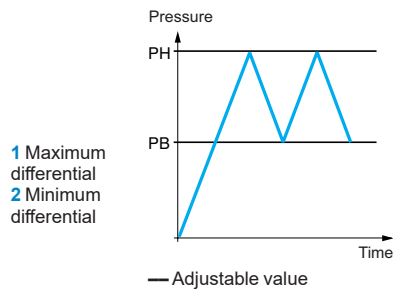 Pressure
PH
PB
1 Maximum
differential
2 Minimum
differential
Time
Adjustable value